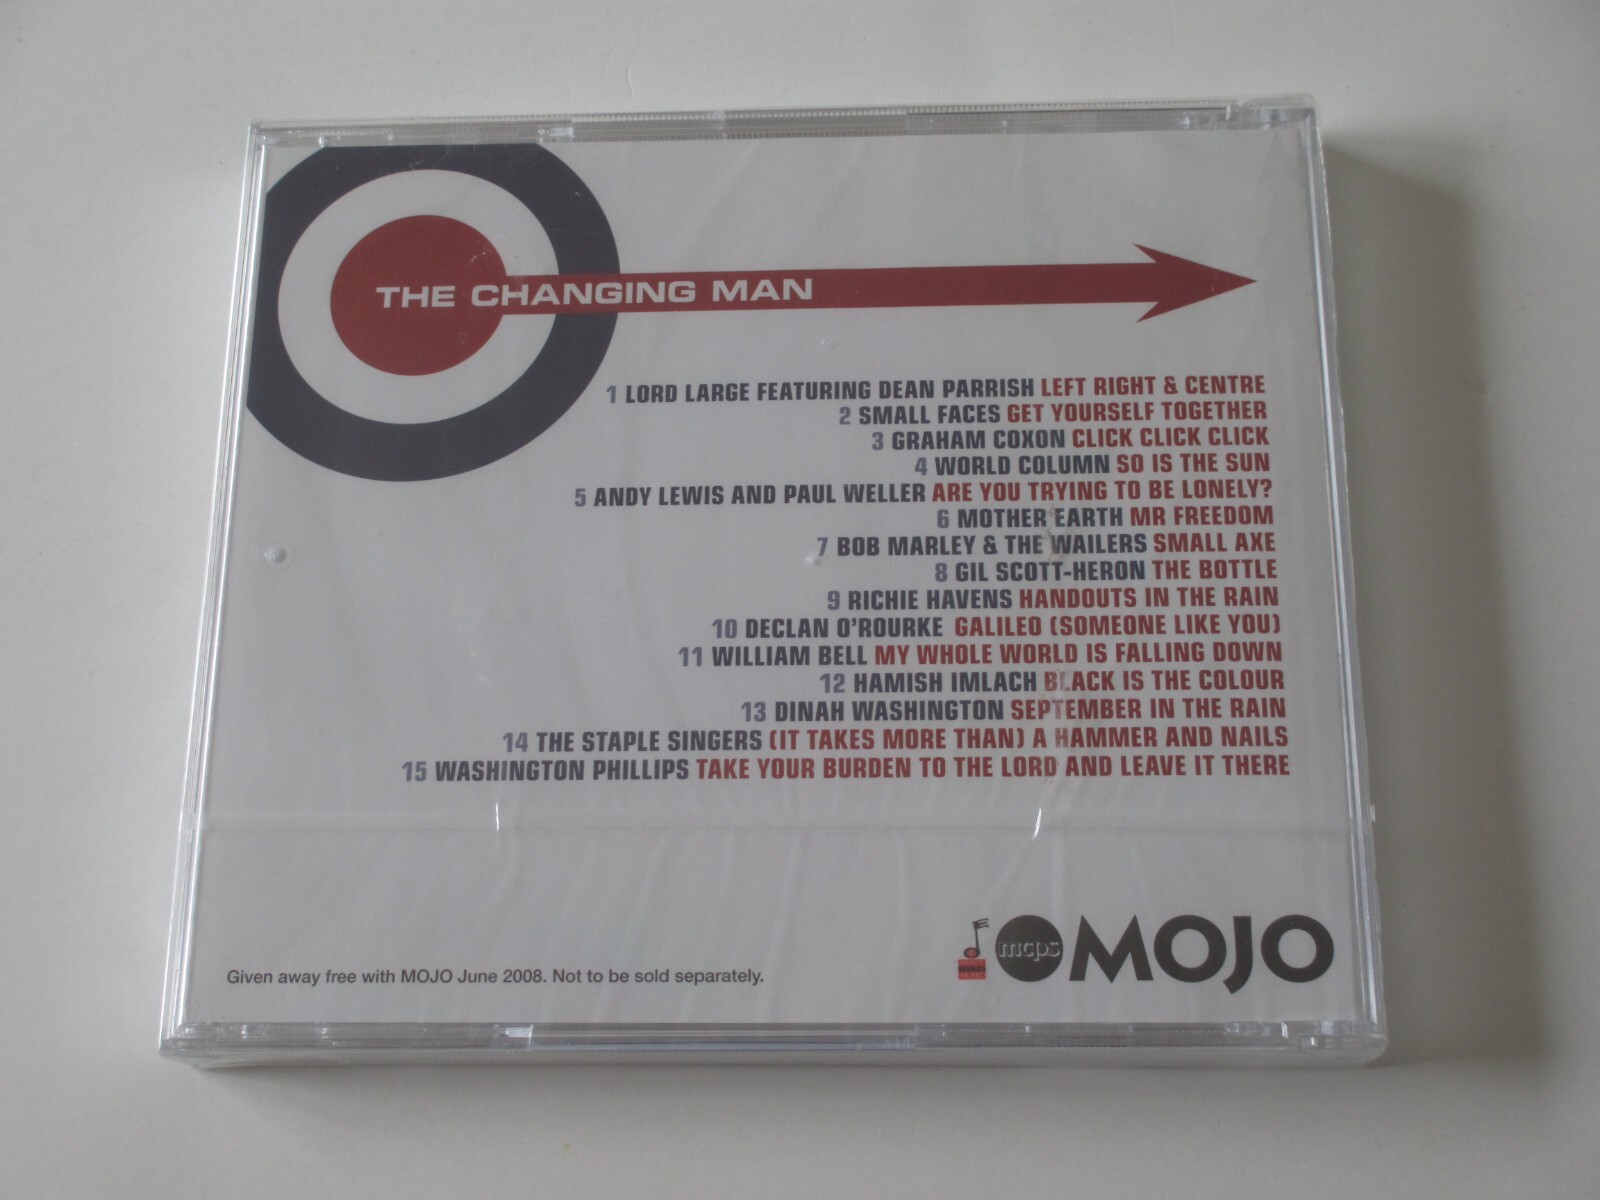 THE CHANGING MAN
1 LORD LARGE FEATURING DEAN PARRISH LEFT RIGHT & CENTRE
2 SMALL FACES GET YOURSELF TOGETHER
3 GRAHAM COXON CLICK CLICK CLICK
4 WORLD COLUMN SO IS THE SUN
5 ANDY LEWIS AND PAUL WELLER ARE YOU TRYING TO BE LONELY?
6 MOTHER EARTH MR FREEDOM
7 BOB MARLEY & THE WAILERS SMALL AXE
8 GIL SCOTT-HERON THE BOTTLE
9 RICHIE HAVENS HANDOUTS IN THE RAIN
10 DECLAN O'ROURKE GALILEO (SOMEONE LIKE YOU)
11 WILLIAM BELL MY WHOLE WORLD IS FALLING DOWN
12 HAMISH IMLACH BLACK IS THE COLOUR
13 DINAH WASHINGTON SEPTEMBER IN THE RAIN
14 THE STAPLE SINGERS (IT TAKES MORE THAN) A HAMMER AND NAILS
15 WASHINGTON PHILLIPS TAKE YOUR BURDEN TO THE LORD AND LEAVE IT THERE
mcps MOJO
Given away free with MOJO June 2008. Not to be sold separately.